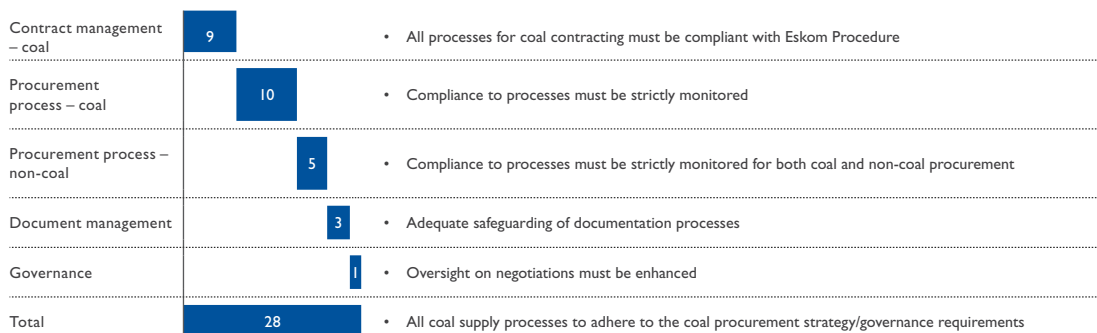 Contract management
– coal
9
• All processes for coal contracting must be compliant with Eskom Procedure
Procurement
process – coal
10
• Compliance to processes must be strictly monitored
Procurement process –
non-coal
5
• Compliance to processes must be strictly monitored for both coal and non-coal procurement
Document management
3
• Adequate safeguarding of documentation processes
Governance
1
• Oversight on negotiations must be enhanced
Total
28
• All coal supply processes to adhere to the coal procurement strategy/governance requirements